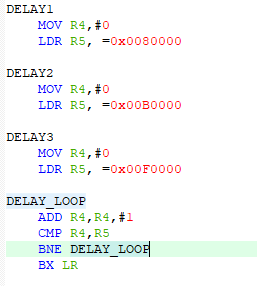 DELAY1
MOV R4,#0
LDR R5, =0x0080000
DELAY2
MOV R4,#0
LDR R5, =0x00B0000
DELAY3
MOV R4,#0
LDR R5, =0x00F0000
DELAY_LOOP
ADD R4,R4,#1
CMP R4,R5
BNE DELAY_LOOP
BX LR